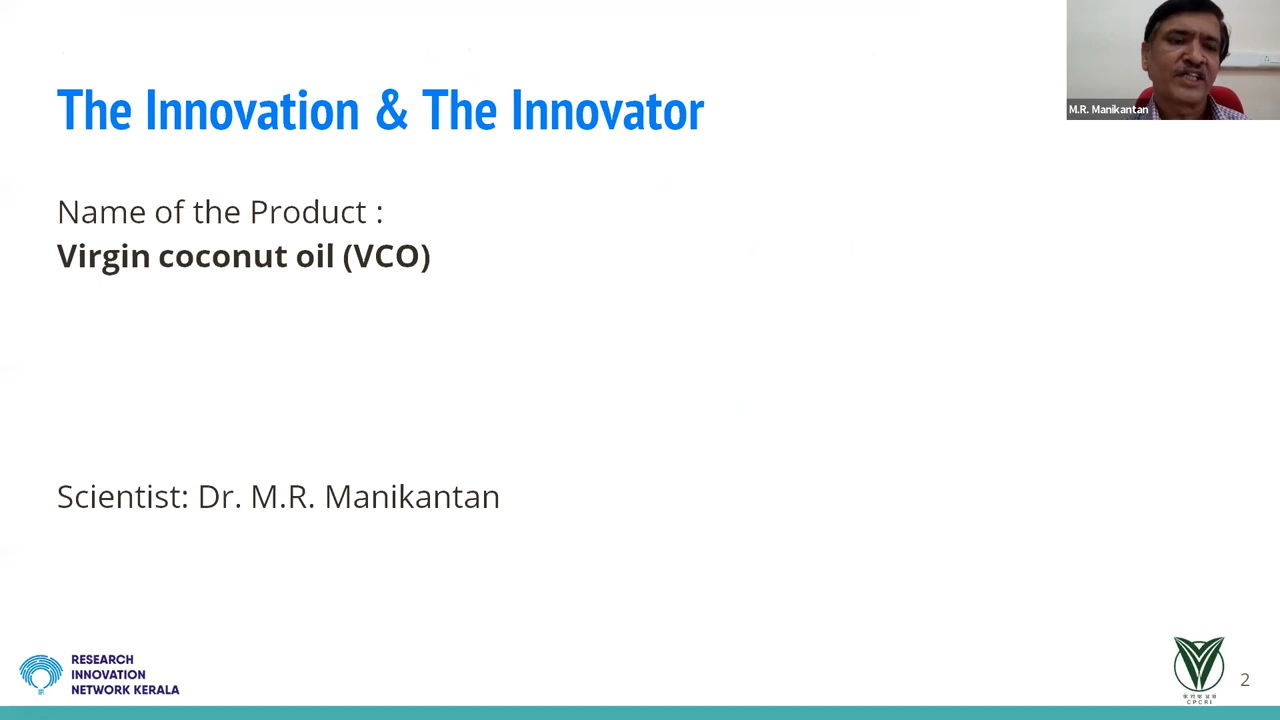 The Innovation & The Innovator
M.R. Manikantan
Name of the Product :
Virgin coconut oil (VCO)
Scientist: Dr. M.R. Manikantan
RESEARCH
INNOVATION
NETWORK KERALA
CPCRI
2